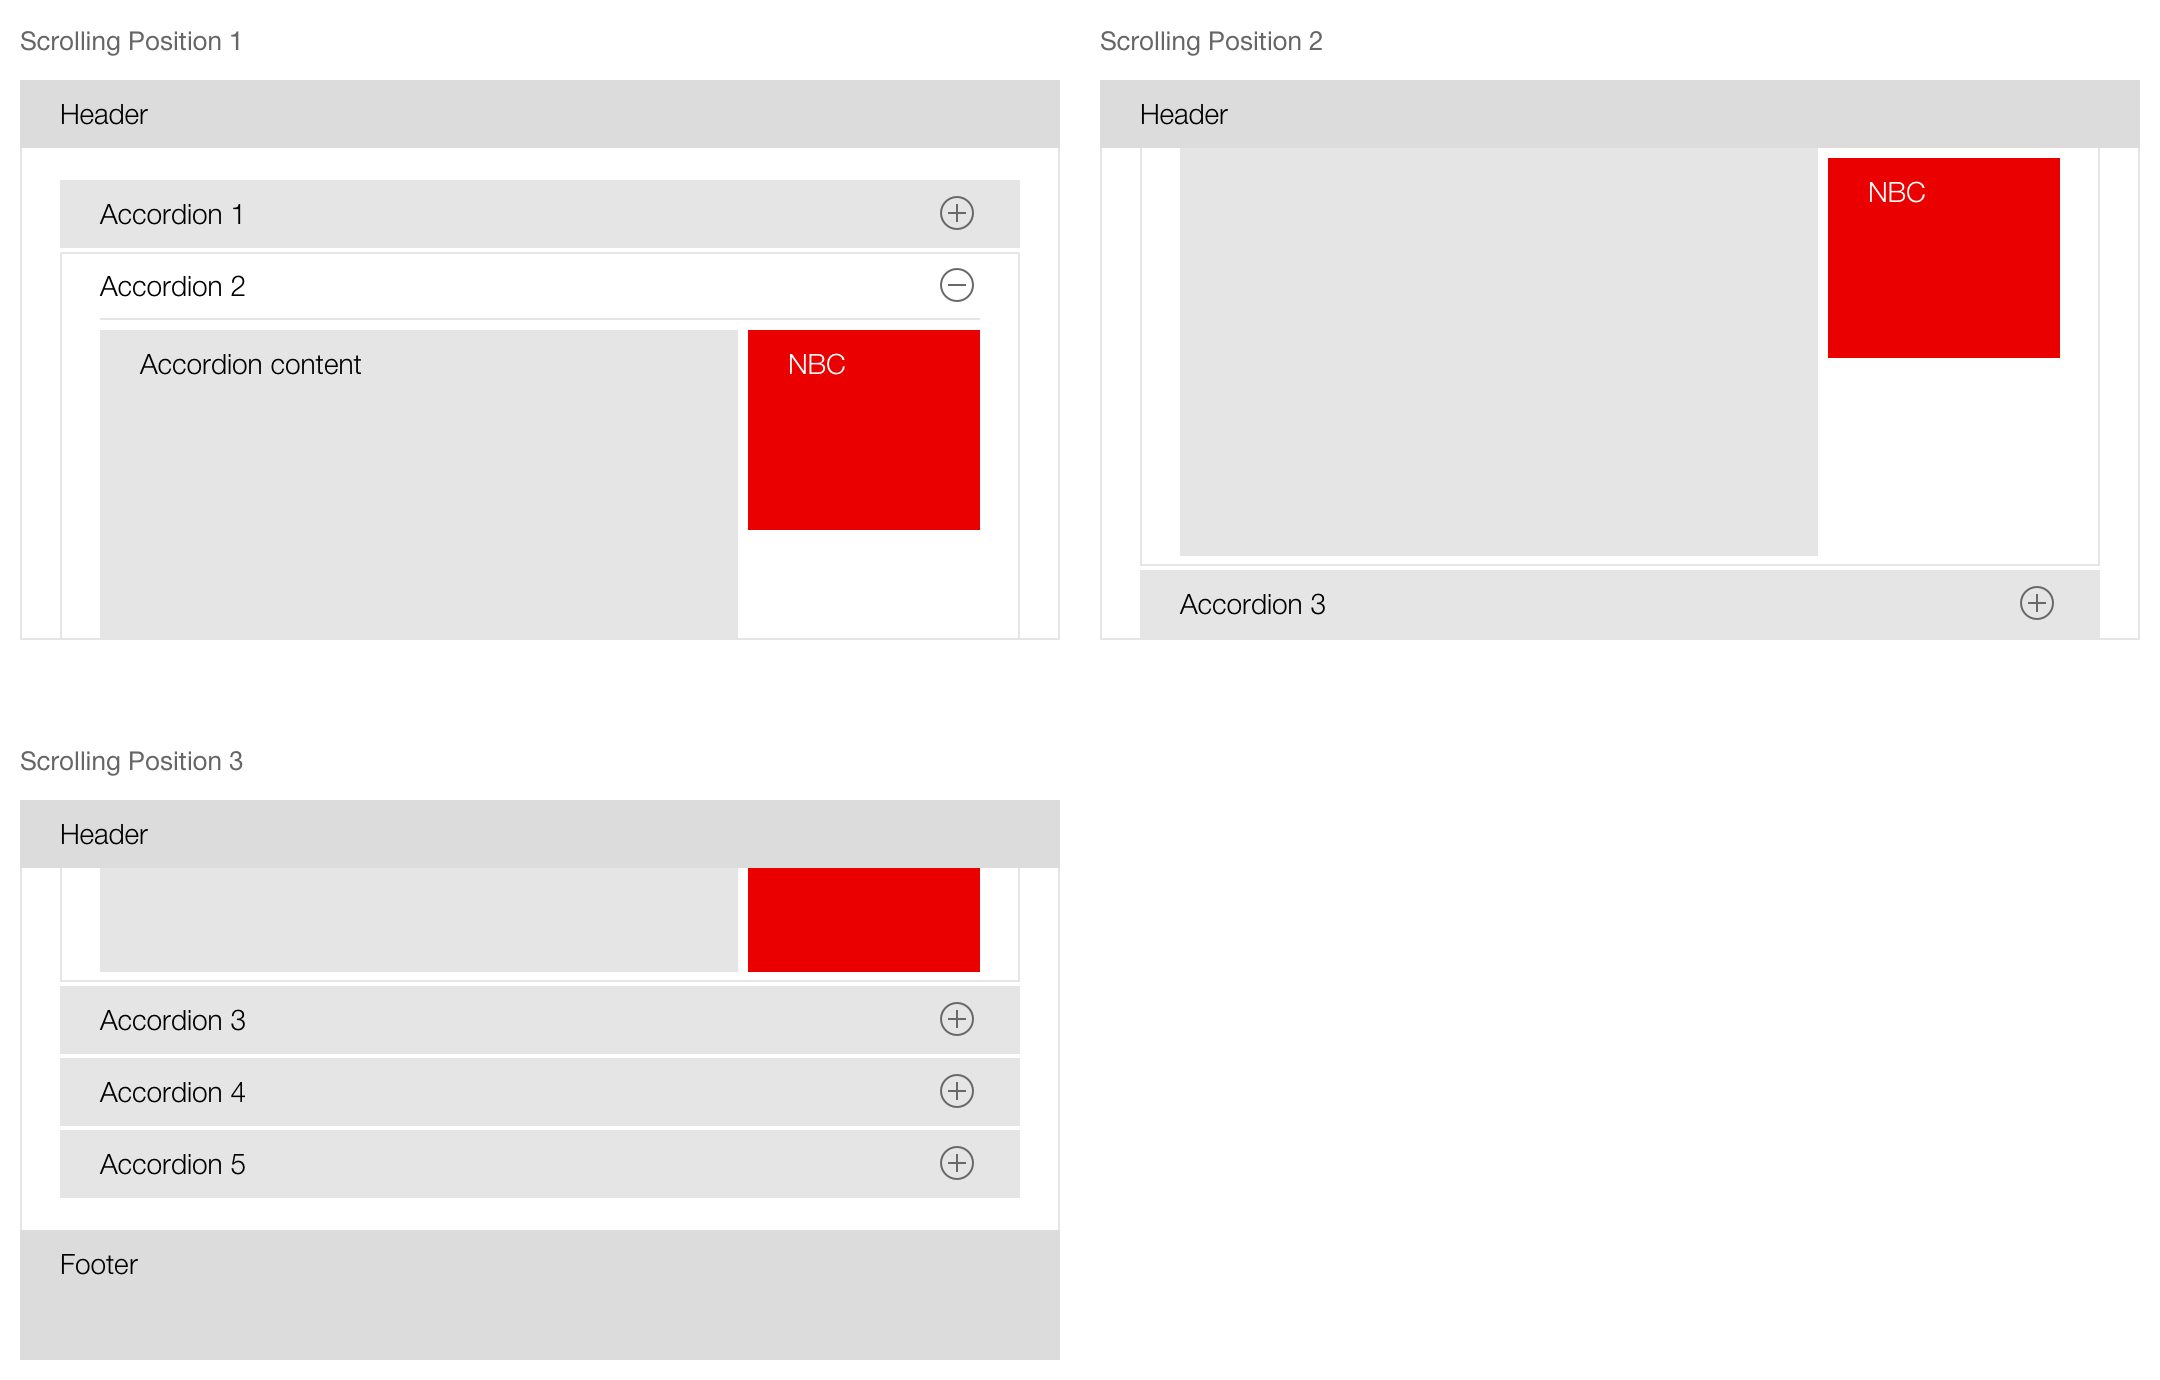 Scrolling Position 1
Header
Accordion 1
Accordion 2
Accordion content
NBC
Scrolling Position 2
Header
NBC
Accordion 3
Scrolling Position 3
Header
Accordion 3
Accordion 4
Accordion 5
Footer